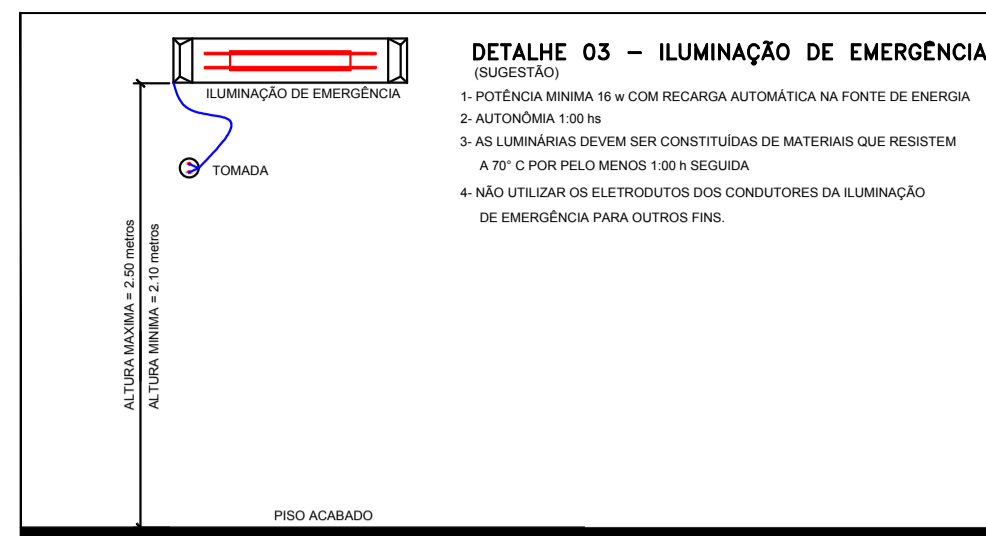 DETALHE 03 – ILUMINAÇÃO DE EMERGÊNCIA
(SUGESTÃO)
1- POTÊNCIA MINIMA 16 w COM RECARGA AUTOMÁTICA NA FONTE DE ENERGIA
2- AUTONÔMIA 1:00 hs
3- AS LUMINÁRIAS DEVEM SER CONSTITUÍDAS DE MATERIAIS QUE RESISTEM
A 70° C POR PELO MENOS 1:00 h SEGUIDA
4- NÃO UTILIZAR OS ELETRODUTOS DOS CONDUTORES DA ILUMINAÇÃO
DE EMERGÊNCIA PARA OUTROS FINS.
ILUMINAÇÃO DE EMERGÊNCIA
TOMADA
ALTURA MAXIMA = 2.50 metros
ALTURA MINIMA = 2.10 metros
PISO ACABADO